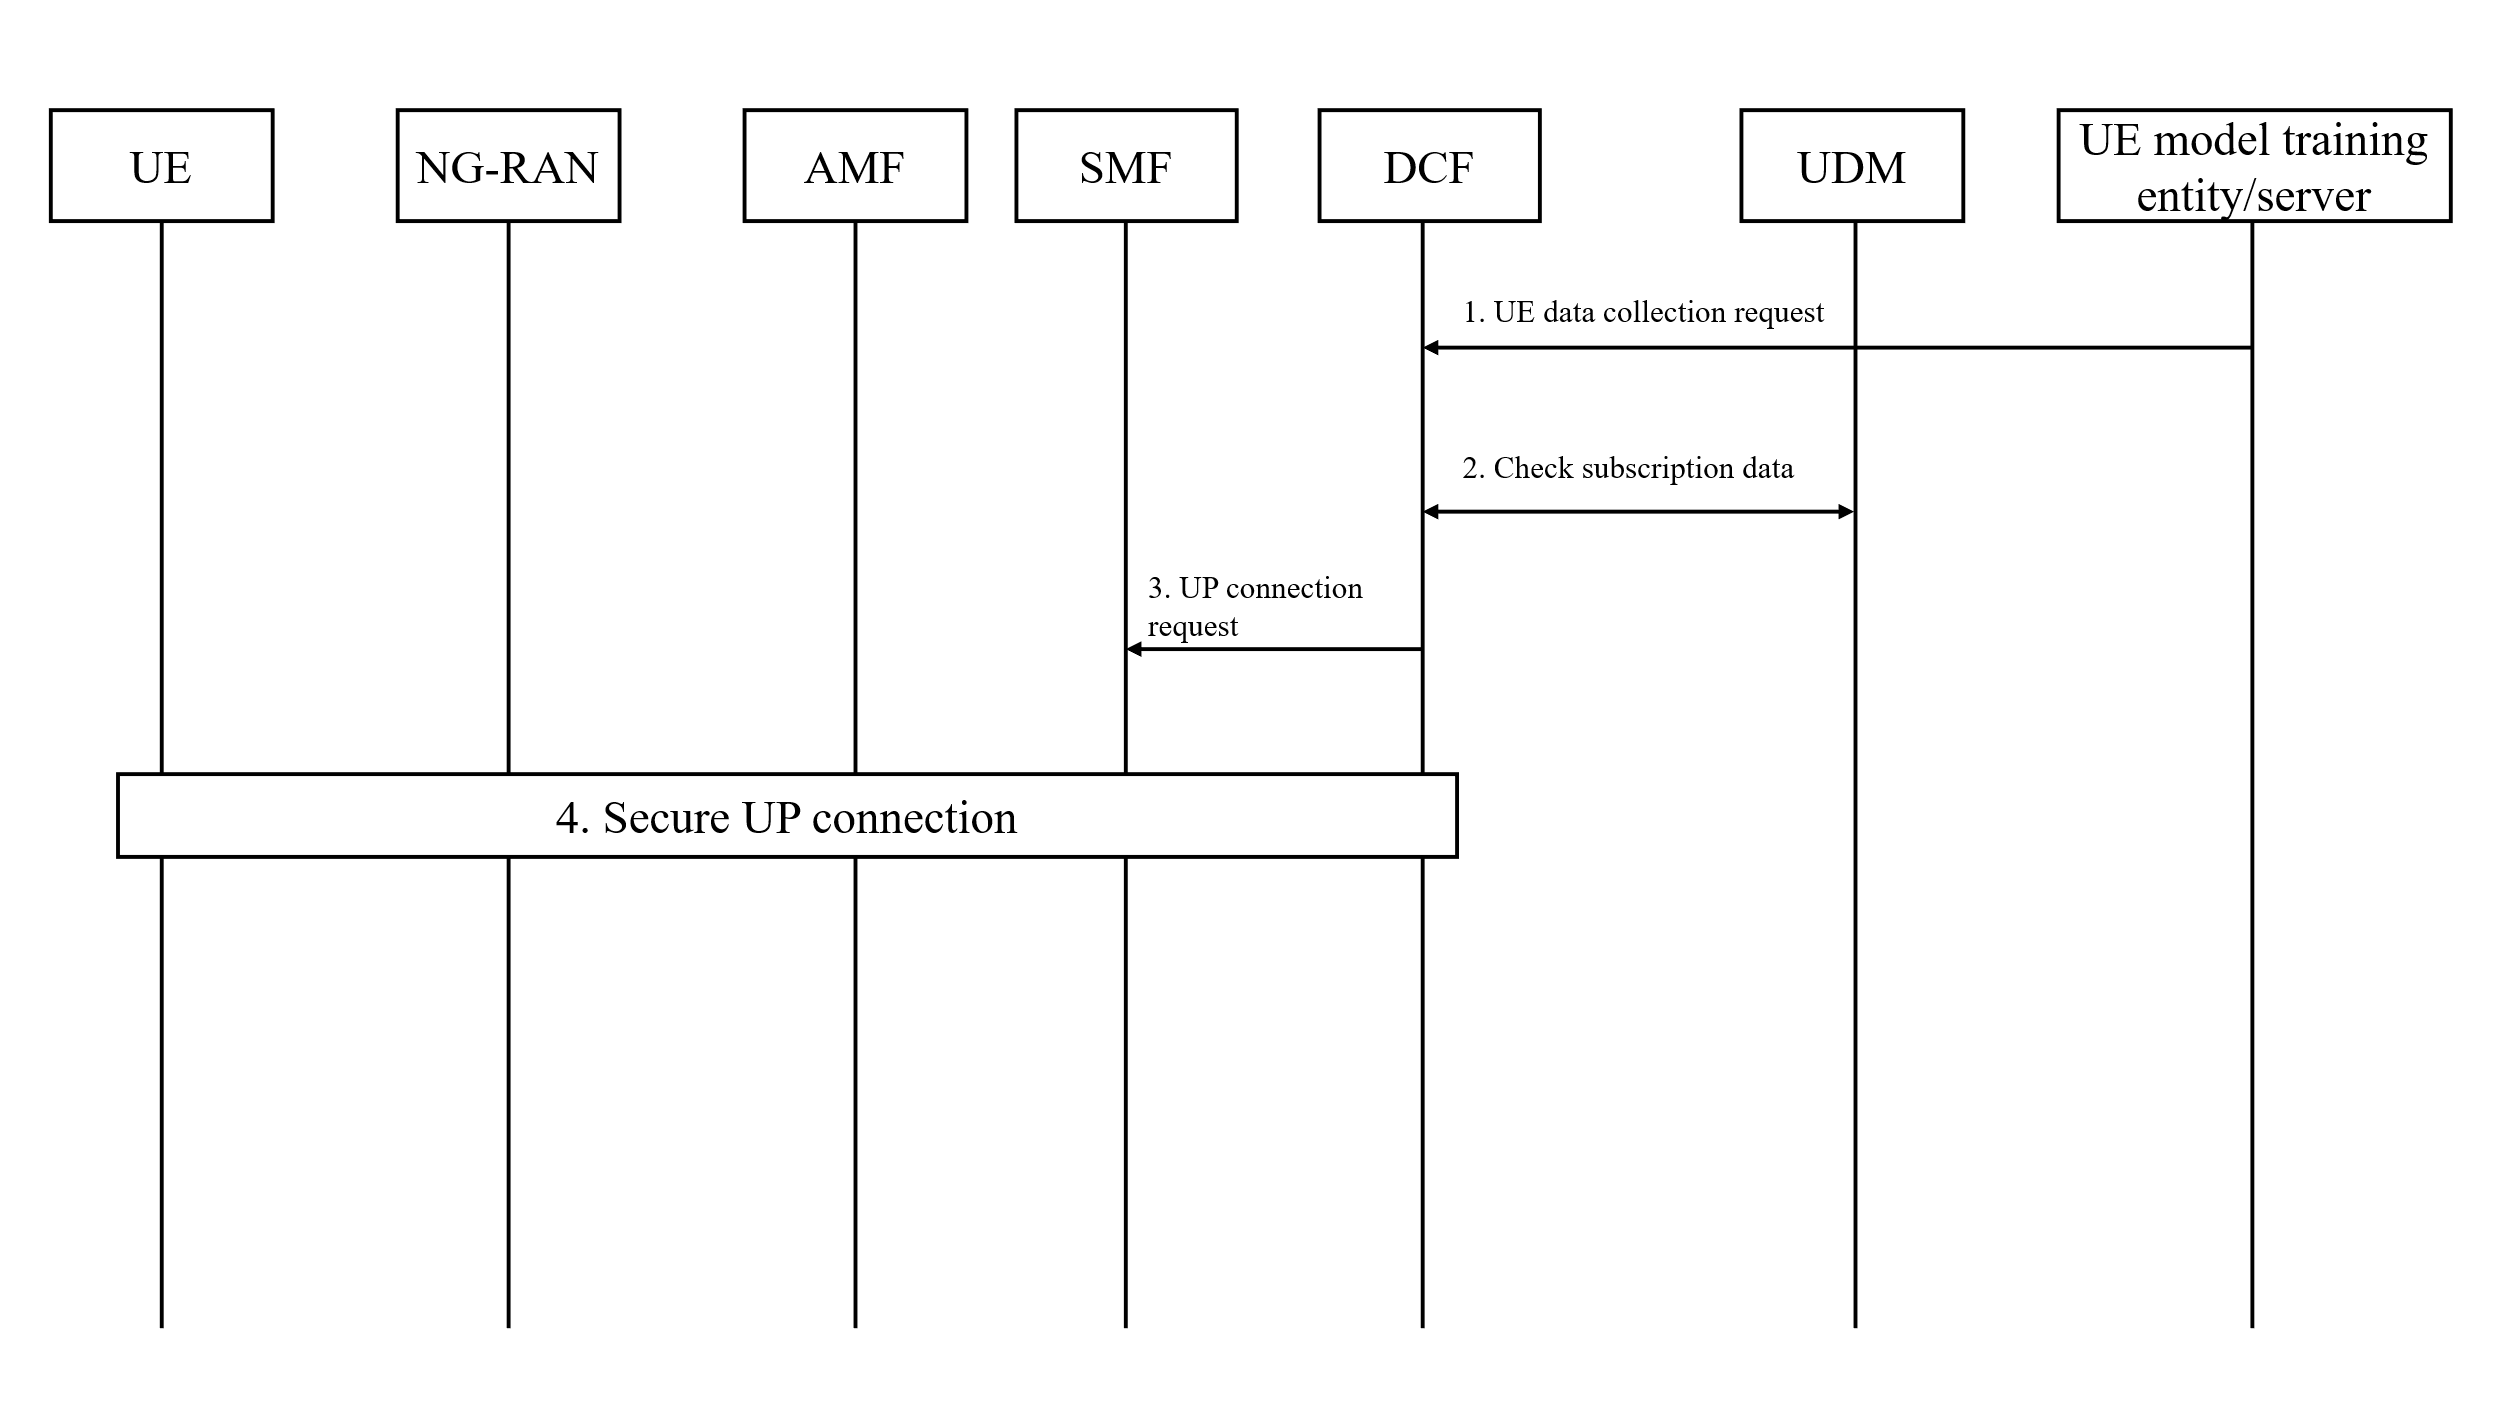 UE
NG-RAN
AMF
SMF
DCF
UDM
UE model training
entity/server
1. UE data collection request
2. Check subscription data
3. UP connection
request
4. Secure UP connection